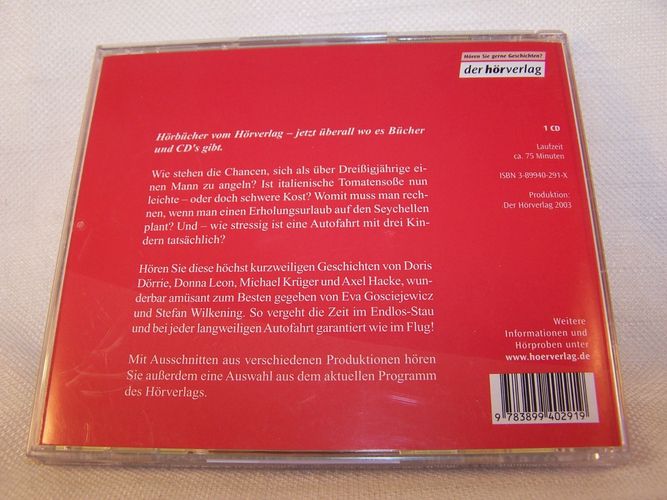 Hören Sie gerne Geschichten?
der hörverlag
Hörbücher vom Hörverlag – jetzt überall wo es Bücher
und CD's gibt.
Wie stehen die Chancen, sich als über Dreißigjährige ei-
nen Mann zu angeln? Ist italienische Tomatensoße nun
leichte – oder doch schwere Kost? Womit muss man rech-
nen, wenn man einen Erholungsurlaub auf den Seychellen
plant? Und – wie stressig ist eine Autofahrt mit drei Kin-
dern tatsächlich?
Hören Sie diese höchst kurzweiligen Geschichten von Doris
Dörrie, Donna Leon, Michael Krüger und Axel Hacke, wun-
derbar amüsant zum Besten gegeben von Eva Gosciejewicz
und Stefan Wilkening. So vergeht die Zeit im Endlos-Stau
und bei jeder langweiligen Autofahrt garantiert wie im Flug!
Mit Ausschnitten aus verschiedenen Produktionen hören
Sie außerdem eine Auswahl aus dem aktuellen Programm
des Hörverlags.
1 CD
Laufzeit
ca. 75 Minuten
ISBN 3-89940-291-X
Produktion:
Der Hörverlag 2003
Weitere
Informationen und
Hörproben unter
www.hoerverlag.de
9 783899 402919